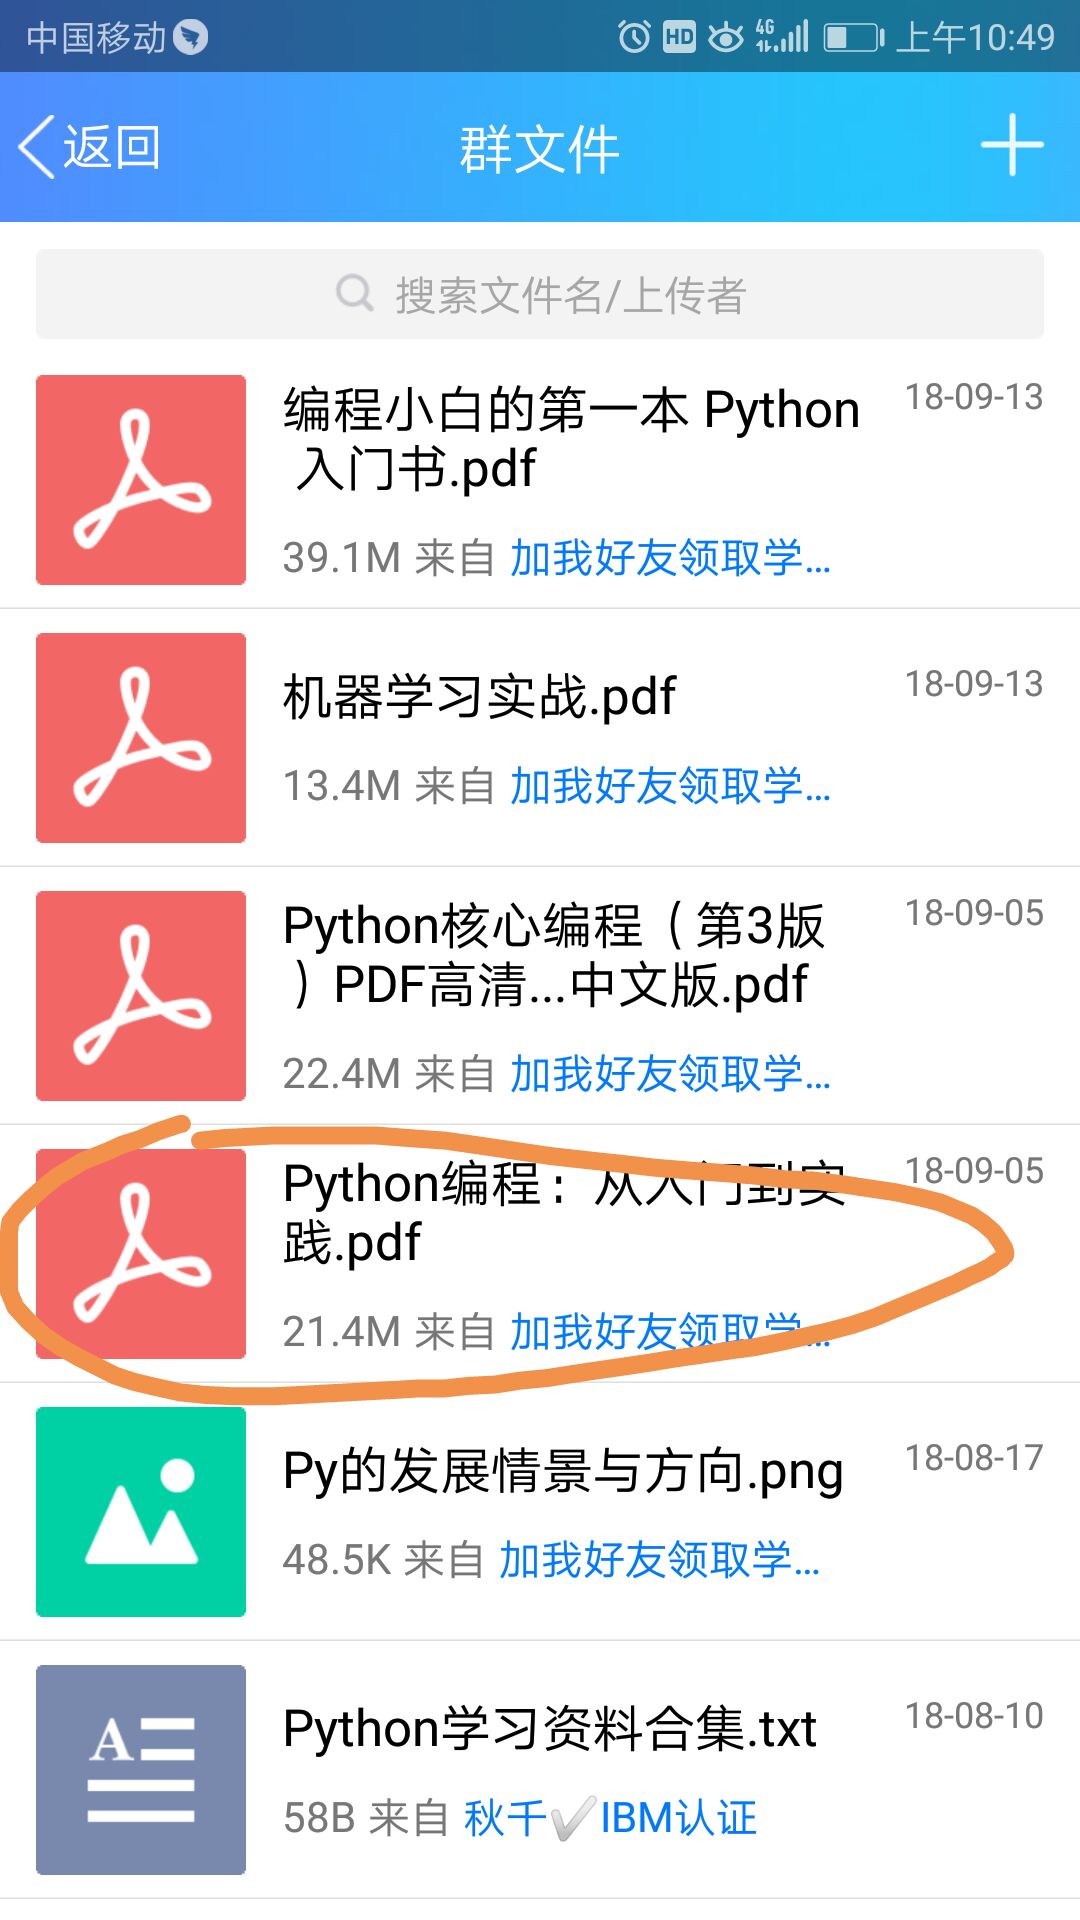 中国移动 HD 4G 上午10:49
返回 群文件
搜索文件名/上传者
编程小白的第一本 Python 18-09-13
入门书.pdf
39.1M 来自 加我好友领取学...
机器学习实战.pdf 18-09-13
13.4M 来自 加我好友领取学...
Python核心编程（第3版 18-09-05
）PDF高清...中文版.pdf
22.4M 来自 加我好友领取学...
Python编程：从入门到实 18-09-05
践.pdf
21.4M 来自 加我好友领取学...
Py的发展情景与方向.png 18-08-17
48.5K 来自 加我好友领取学...
Python学习资料合集.txt 18-08-10
58B 来自 秋千✔IBM认证